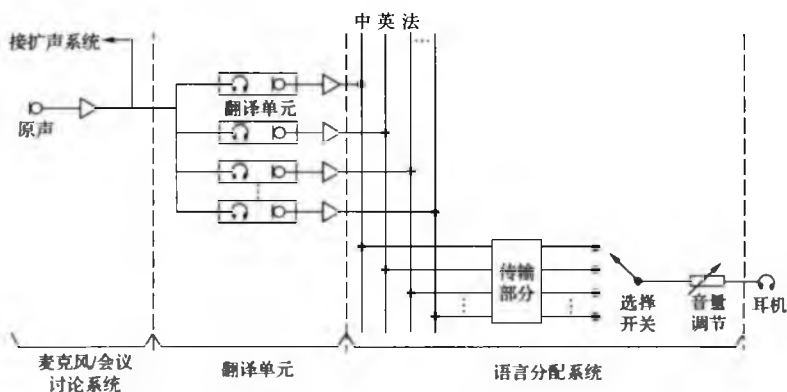 中 英 法
接扩声系统
翻译单元
原声
传输
部分
选择
开关
音量
调节
耳机
麦克风/会议
讨论系统
翻译单元
语言分配系统